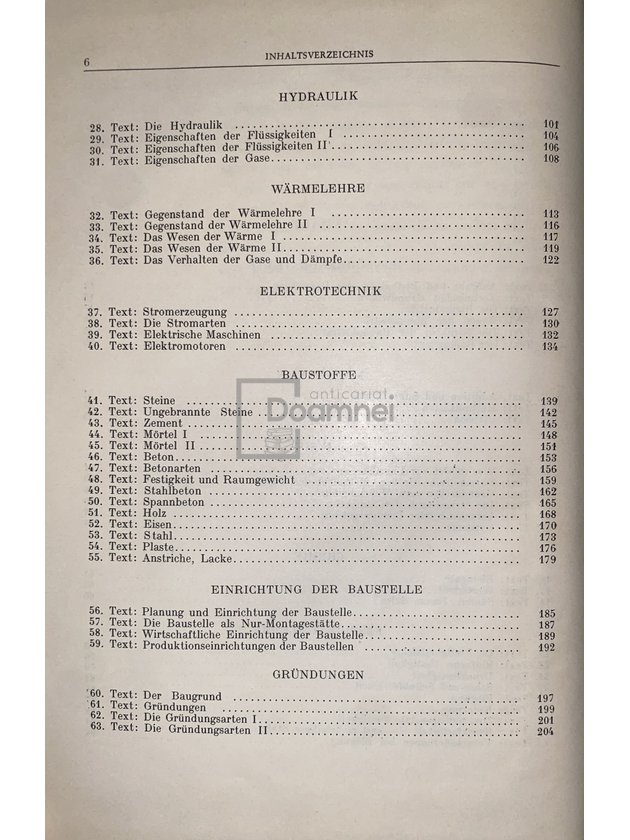 6
INHALTSVERZEICHNIS
HYDRAULIK
28. Text: Die Hydraulik ........ 101
29. Text: Eigenschaften der Flüssigkeiten I ........ 104
30. Text: Eigenschaften der Flüssigkeiten II ........ 106
31. Text: Eigenschaften der Gase ........ 108
WÄRMELEHRE
32. Text: Gegenstand der Wärmelehre I ........ 113
33. Text: Gegenstand der Wärmelehre II ........ 116
34. Text: Das Wesen der Wärme I ........ 117
35. Text: Das Wesen der Wärme II ........ 119
36. Text: Das Verhalten der Gase und Dämpfe ........ 122
ELEKTROTECHNIK
37. Text: Stromerzeugung ........ 127
38. Text: Die Stromarten ........ 130
39. Text: Elektrische Maschinen ........ 132
40. Text: Elektromotoren ........ 134
BAUSTOFFE
41. Text: Steine ........ 139
42. Text: Ungebrannte Steine ........ 142
43. Text: Zement ........ 145
44. Text: Mörtel I ........ 148
45. Text: Mörtel II ........ 151
46. Text: Beton ........ 153
47. Text: Betonarten ........ 156
48. Text: Festigkeit und Raumgewicht ........ 159
49. Text: Stahlbeton ........ 162
50. Text: Spannbeton ........ 165
51. Text: Holz ........ 168
52. Text: Eisen ........ 170
53. Text: Stahl ........ 173
54. Text: Plaste ........ 176
55. Text: Anstriche, Lacke ........ 179
anticariat
Doamnei
EINRICHTUNG DER BAUSTELLE
56. Text: Planung und Einrichtung der Baustelle ........ 185
57. Text: Die Baustelle als Nur-Montagestätte ........ 187
58. Text: Wirtschaftliche Einrichtung der Baustelle ........ 189
59. Text: Produktionseinrichtungen der Baustellen ........ 192
GRÜNDUNGEN
60. Text: Der Baugrund ........ 197
61. Text: Gründungen ........ 199
62. Text: Die Gründungsarten I ........ 201
63. Text: Die Gründungsarten II ........ 204